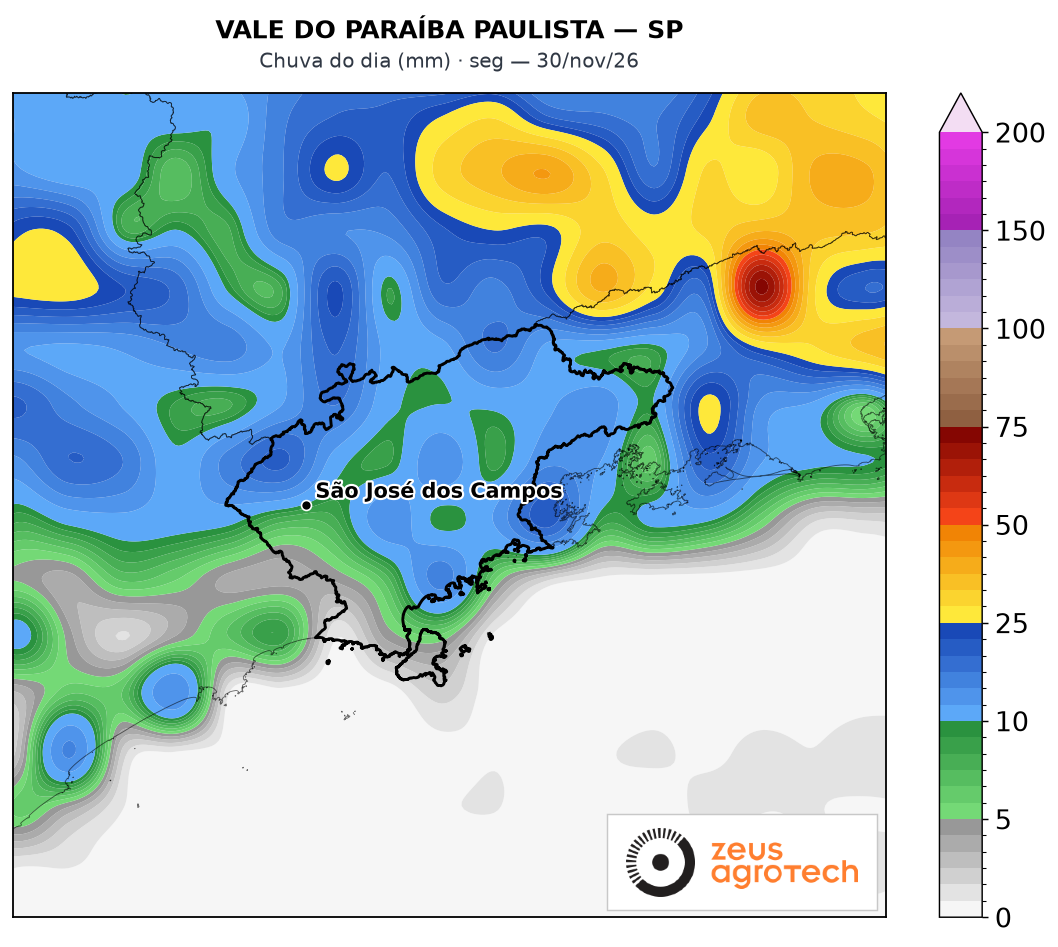 VALE DO PARAÍBA PAULISTA — SP
Chuva do dia (mm) · seg — 30/nov/26
200
150
100
75
50
25
10
5
0
São José dos Campos
zeus
agrotech